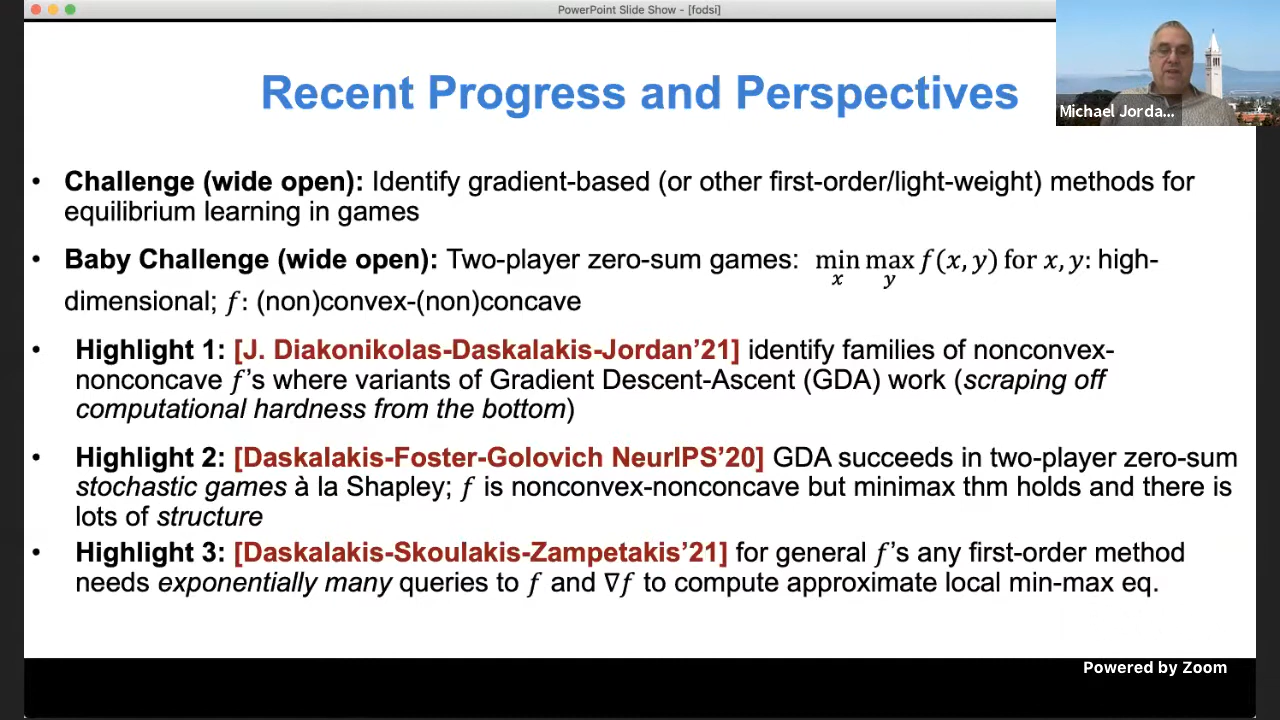 PowerPoint Slide Show - [fodsi]
Recent Progress and Perspectives
Michael Jorda...
• Challenge (wide open): Identify gradient-based (or other first-order/light-weight) methods for
equilibrium learning in games
• Baby Challenge (wide open): Two-player zero-sum games: min max f(x, y) for x, y: high-
x y
dimensional; f: (non)convex-(non)concave
• Highlight 1: [J. Diakonikolas-Daskalakis-Jordan’21] identify families of nonconvex-
nonconcave f’s where variants of Gradient Descent-Ascent (GDA) work (scraping off
computational hardness from the bottom)
• Highlight 2: [Daskalakis-Foster-Golovich NeurIPS’20] GDA succeeds in two-player zero-sum
stochastic games à la Shapley; f is nonconvex-nonconcave but minimax thm holds and there is
lots of structure
• Highlight 3: [Daskalakis-Skoulakis-Zampetakis’21] for general f’s any first-order method
needs exponentially many queries to f and ∇f to compute approximate local min-max eq.
Powered by Zoom